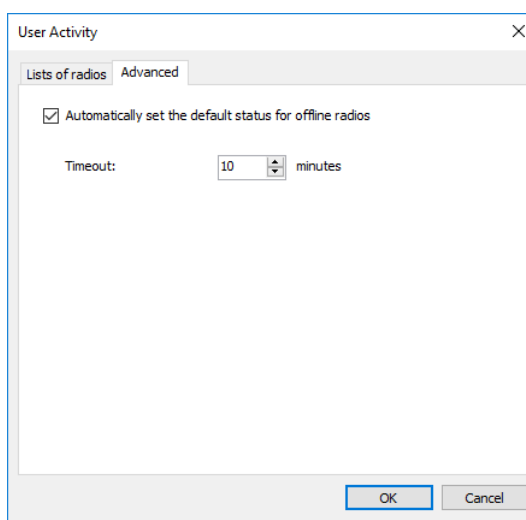 User Activity
Lists of radios
Advanced
Automatically set the default status for offline radios
Timeout: 10 minutes
OK
Cancel